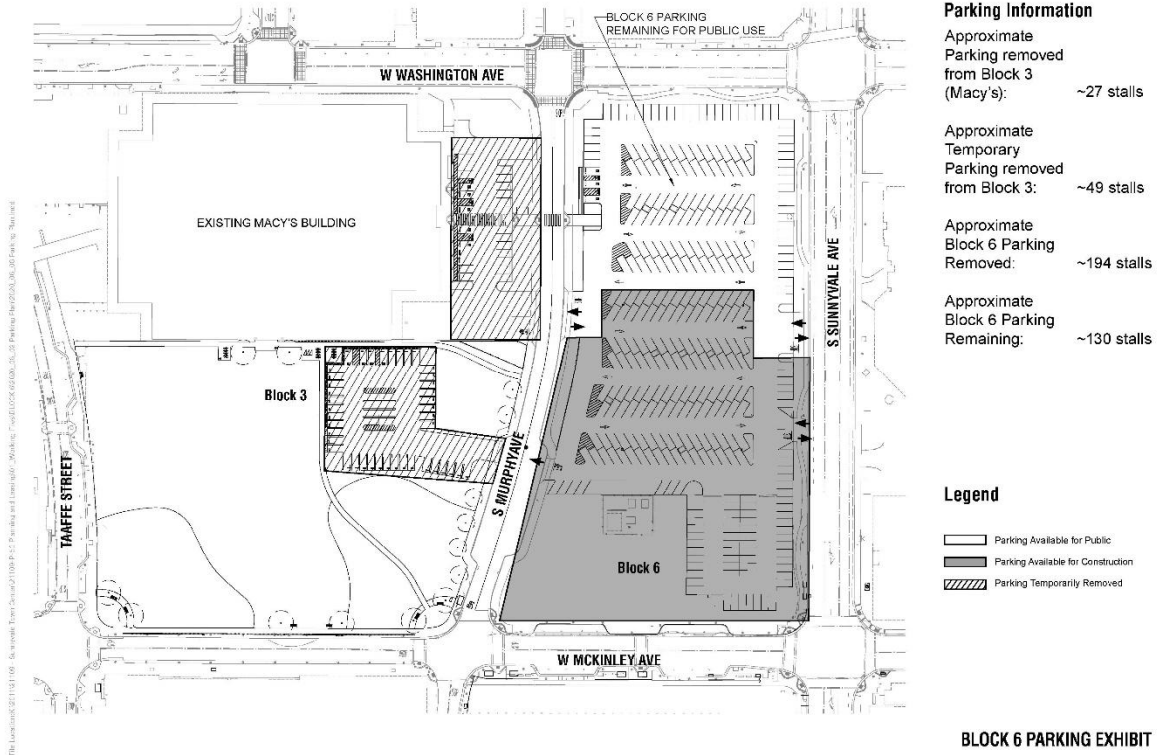 BLOCK 6 PARKING
REMAINING FOR PUBLIC USE
W WASHINGTON AVE
EXISTING MACY'S BUILDING
S SUNNYVALE AVE
Block 3
S MURPHY AVE
TAAFFE STREET
Block 6
W MCKINLEY AVE
Parking Information
Approximate
Parking removed
from Block 3
(Macy's): ~27 stalls
Approximate
Temporary
Parking removed
from Block 3: ~49 stalls
Approximate
Block 6 Parking
Removed: ~194 stalls
Approximate
Block 6 Parking
Remaining: ~130 stalls
Legend
Parking Available for Public
Parking Available for Construction
Parking Temporarily Removed
BLOCK 6 PARKING EXHIBIT